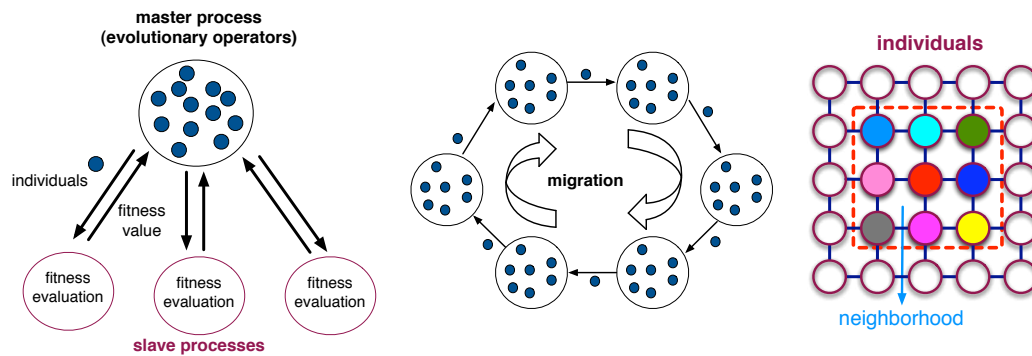 master process
(evolutionary operators)
individuals
fitness
value
fitness
evaluation
fitness
evaluation
fitness
evaluation
slave processes
migration
individuals
neighborhood